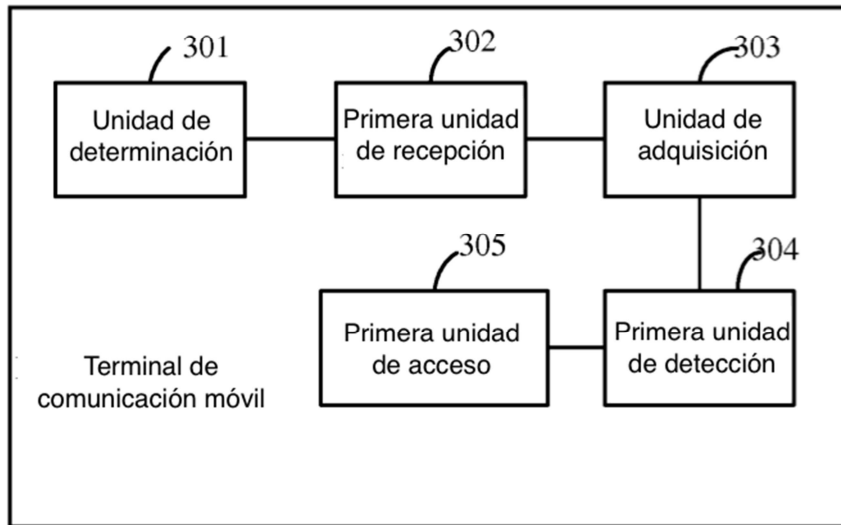 301
302
303
Unidad de
determinación
Primera unidad
de recepción
Unidad de
adquisición
305
304
Primera unidad
de acceso
Primera unidad
de detección
Terminal de
comunicación móvil